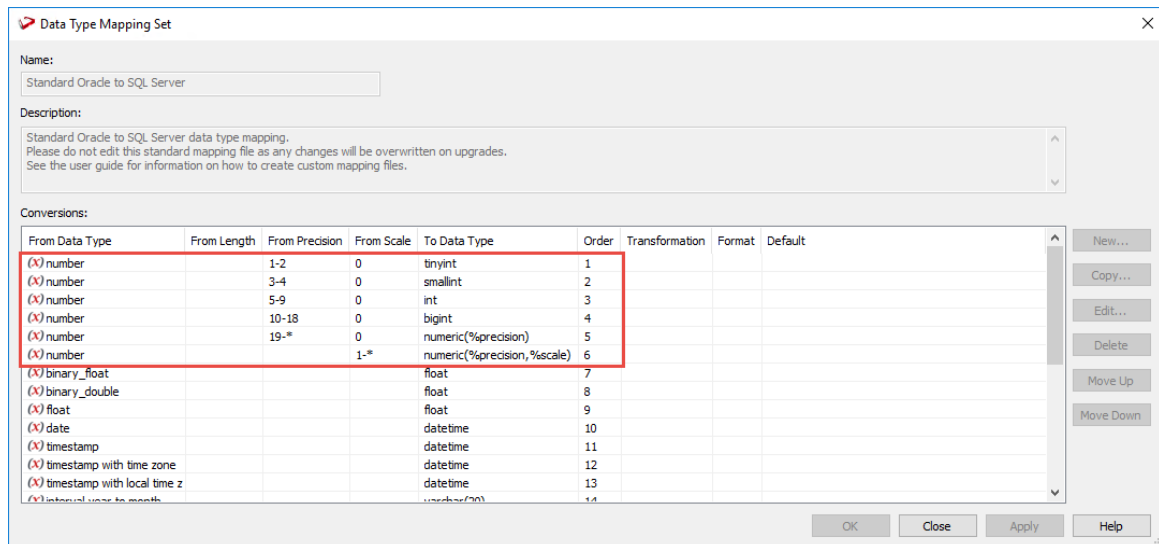 Data Type Mapping Set
Name:
Standard Oracle to SQL Server
Description:
Standard Oracle to SQL Server data type mapping.
Please do not edit this standard mapping file as any changes will be overwritten on upgrades.
See the user guide for information on how to create custom mapping files.
Conversions:
From Data Type From Length From Precision From Scale To Data Type Order Transformation Format Default
(x) number 1-2 0 tinyint 1
(x) number 3-4 0 smallint 2
(x) number 5-9 0 int 3
(x) number 10-18 0 bigint 4
(x) number 19-* 0 numeric(%precision) 5
(x) number 1-* numeric(%precision,%scale) 6
(x) binary_float float 7
(x) binary_double float 8
(x) float float 9
(x) date datetime 10
(x) timestamp datetime 11
(x) timestamp with time zone datetime 12
(x) timestamp with local time z datetime 13
(x) interval year to month varchar(20) 14
New...
Copy...
Edit...
Delete
Move Up
Move Down
OK Close Apply Help